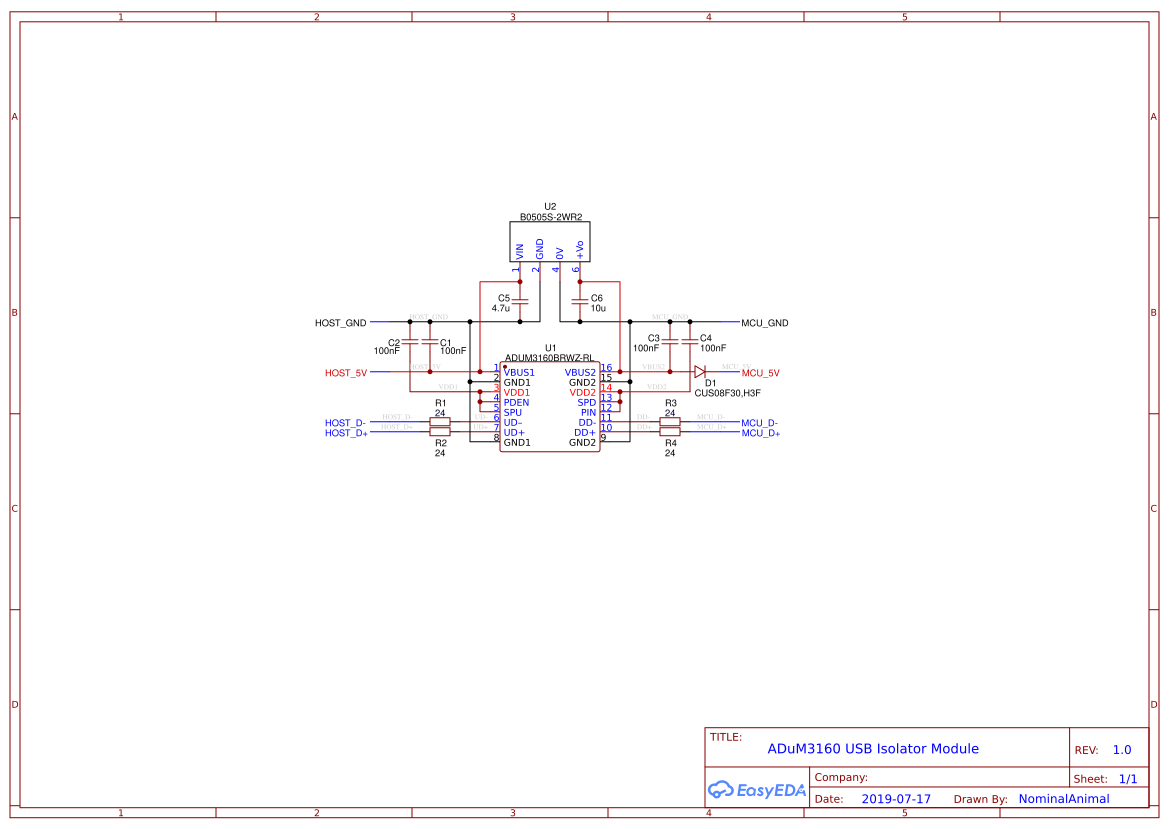 1 2 3 4 5
A A
U2
B0505S-2WR2
VIN GND 0V +Vo
1 2 4 6
B B
C5
4.7u
C6
10u
HOST_GND HOST_GND MCU_GND MCU_GND
C2
100nF
C1
100nF
C3
100nF
C4
100nF
U1
ADUM3160BRWZ-RL
HOST_5V 1 VBUS1 VBUS2 16 VBUS2 MCU_5V
2 GND1 GND2 15
VDD1 3 VDD1 VDD2 14 VDD2
4 PDEN SPD 13
5 SPU PIN 12
D1
CUS08F30,H3F
R1
24
R3
24
HOST_D- HOST_D- UD- 6 UD- DD- 11 DD- MCU_D- MCU_D-
HOST_D+ HOST_D+ UD+ 7 UD+ DD+ 10 DD+ MCU_D+ MCU_D+
8 GND1 GND2 9
R2
24
R4
24
C C
D D
TITLE:
ADuM3160 USB Isolator Module
REV: 1.0
EasyEDA
Company:
Sheet: 1/1
Date: 2019-07-17 Drawn By: NominalAnimal
1 2 3 4 5